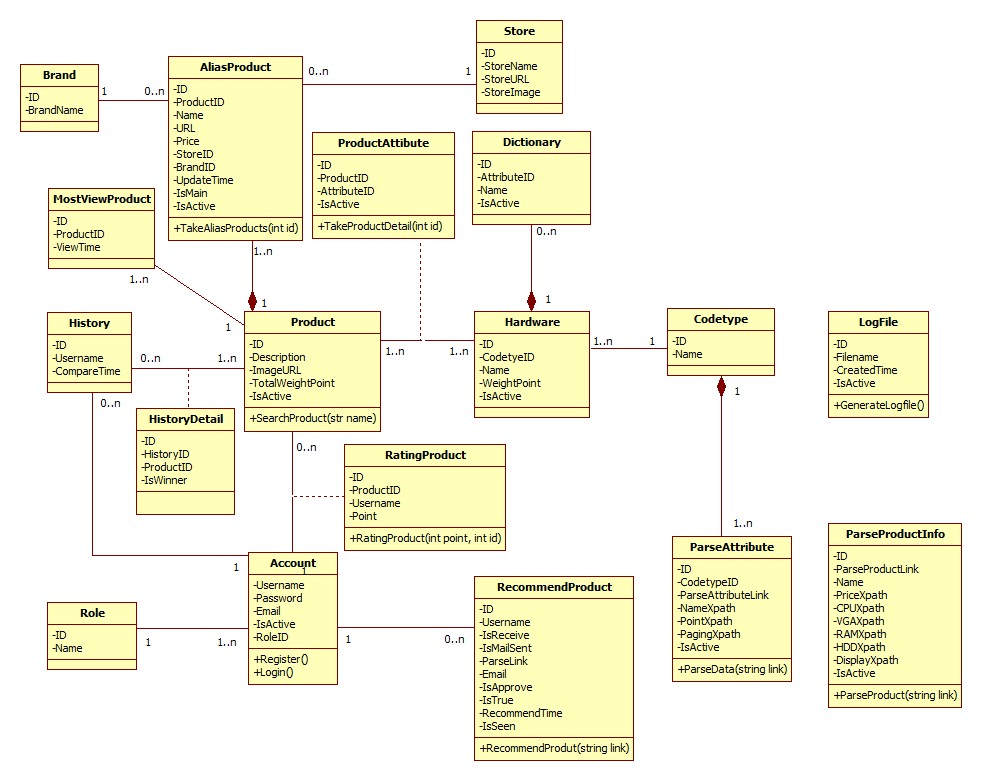 Store
-ID
-StoreName
-StoreURL
-StoreImage
AliasProduct
-ID
-ProductID
-Name
-URL
-Price
-StoreID
-BrandID
-UpdateTime
-IsMain
-IsActive
+TakeAliasProducts(int id)
0..n
1
Brand
-ID
-BrandName
1
0..n
ProductAttibute
-ID
-ProductID
-AttributeID
-IsActive
+TakeProductDetail(int id)
Dictionary
-ID
-AttributeID
-Name
-IsActive
0..n
MostViewProduct
-ID
-ProductID
-ViewTime
1..n
1..n
1
1
1
History
-ID
-Username
-CompareTime
0..n
1..n
0..n
Product
-ID
-Description
-ImageURL
-TotalWeightPoint
-IsActive
+SearchProduct(str name)
1..n
1..n
Hardware
-ID
-CodetyeID
-Name
-WeightPoint
-IsActive
1..n
1
Codetype
-ID
-Name
1
LogFile
-ID
-Filename
-CreatedTime
-IsActive
+GenerateLogfile()
HistoryDetail
-ID
-HistoryID
-ProductID
-IsWinner
0..n
RatingProduct
-ID
-ProductID
-Username
-Point
+RatingProduct(int point, int id)
1..n
ParseAttribute
-ID
-CodetypeID
-ParseAttributeLink
-NameXpath
-PointXpath
-PagingXpath
-IsActive
+ParseData(string link)
ParseProductInfo
-ID
-ParseProductLink
-Name
-PriceXpath
-CPUXpath
-VGAXpath
-RAMXpath
-HDDXpath
-DisplayXpath
-IsActive
+ParseProduct(string link)
1
Account
1
-Username
-Password
-Email
-IsActive
-RoleID
+Register()
+Login()
Role
-ID
-Name
1
1..n
1
0..n
RecommendProduct
-ID
-Username
-IsReceive
-IsMailSent
-ParseLink
-Email
-IsApprove
-IsTrue
-RecommendTime
-IsSeen
+RecommendProdut(string link)